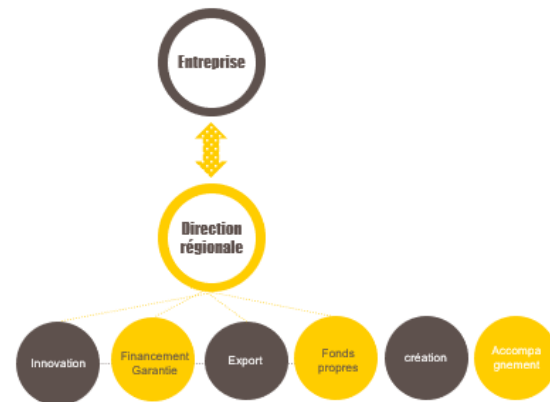 Entreprise
Direction
régionale
Innovation
Financement
Garantie
Export
Fonds
propres
création
Accompa
gnement